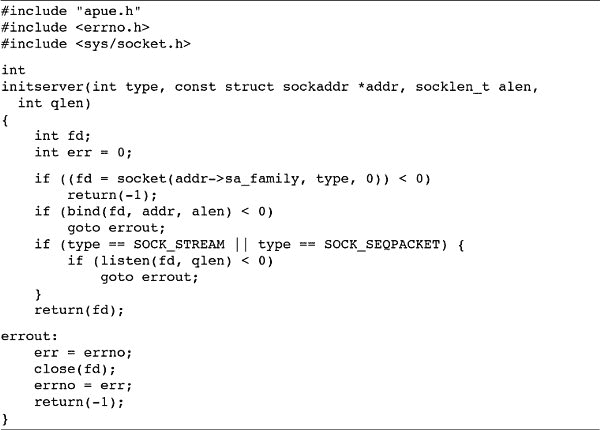 #include "apue.h"
#include <errno.h>
#include <sys/socket.h>
int
initserver(int type, const struct sockaddr *addr, socklen_t alen,
  int qlen)
{
    int fd;
    int err = 0;
    if ((fd = socket(addr->sa_family, type, 0)) < 0)
        return(-1);
    if (bind(fd, addr, alen) < 0)
        goto errout;
    if (type == SOCK_STREAM || type == SOCK_SEQPACKET) {
        if (listen(fd, qlen) < 0)
            goto errout;
    }
    return(fd);
errout:
    err = errno;
    close(fd);
    errno = err;
    return(-1);
}